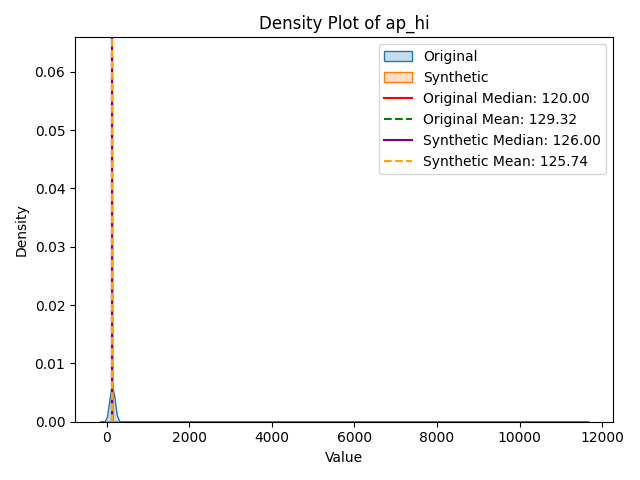 Density Plot of ap_hi
Original
Synthetic
Original Median: 120.00
Original Mean: 129.32
Synthetic Median: 126.00
Synthetic Mean: 125.74
Density
0.06
0.05
0.04
0.03
0.02
0.01
0.00
0
2000
4000
6000
8000
10000
12000
Value